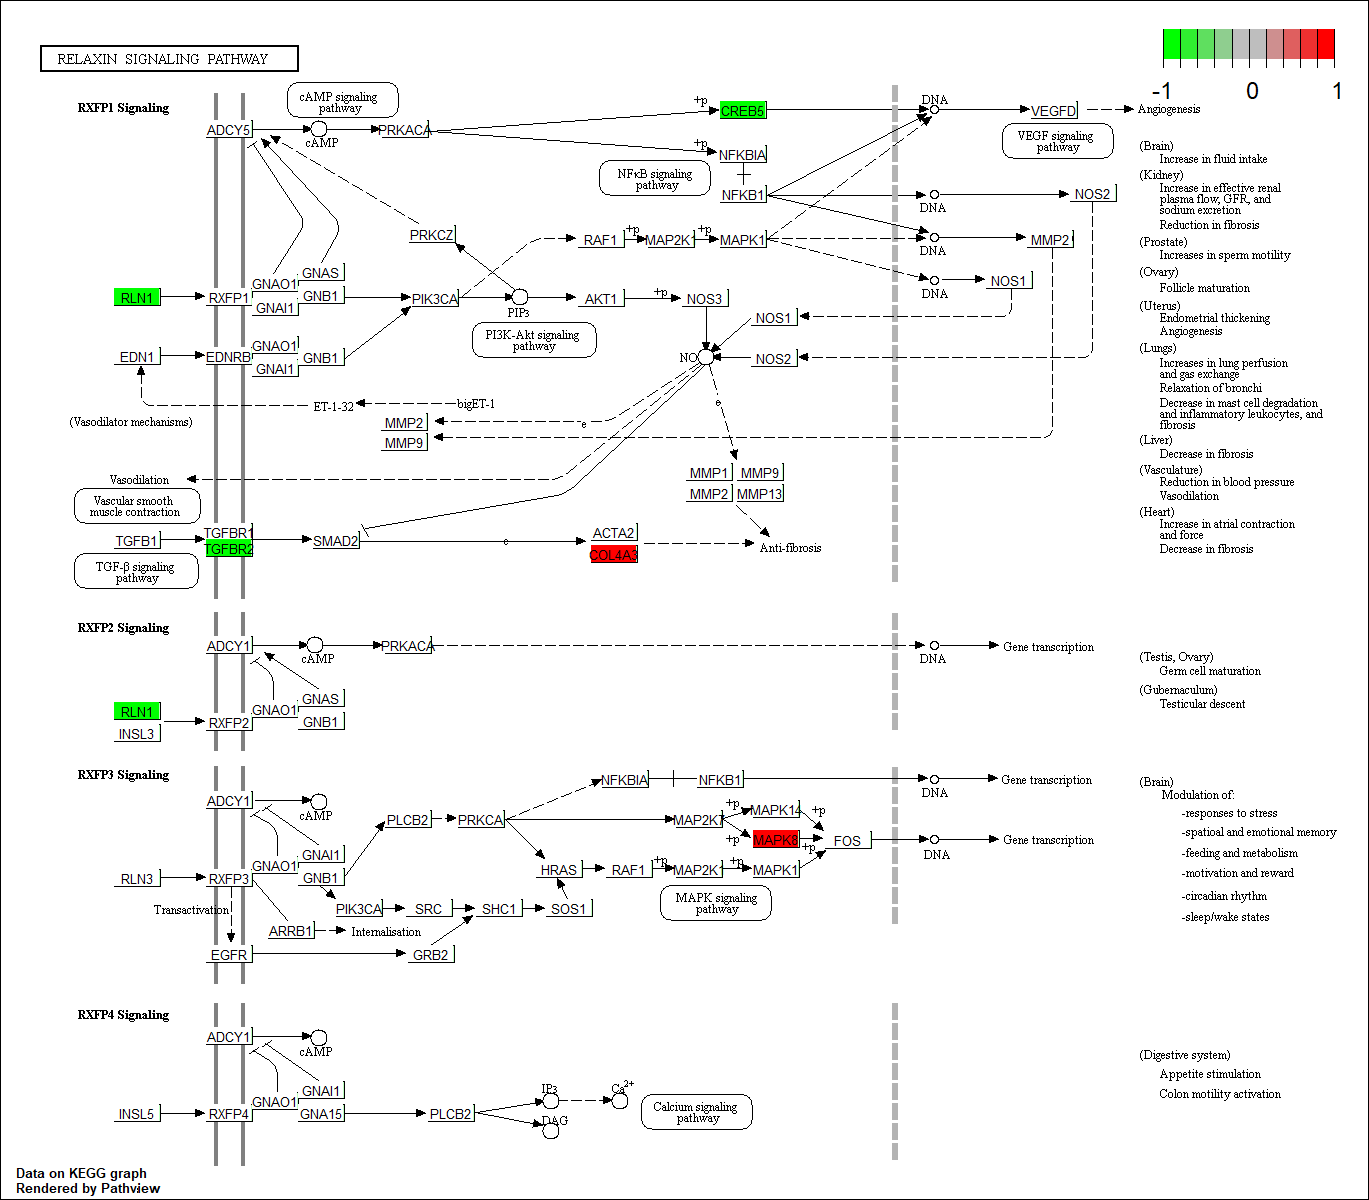 RELAXIN SIGNALING PATHWAY
-1
0
1
RXFP1 Signaling
cAMP signaling
pathway
ADCY5
cAMP
PRKACA
+p
CREB5
DNA
VEGFD
Angiogenesis
VEGF signaling
pathway
+p
NFKBIA
NFκB signaling
pathway
NFKB1
DNA
NOS2
PRKCZ
RAF1
+p
MAP2K1
+p
MAPK1
DNA
MMP2
DNA
NOS1
GNAO1
GNAS
RLN1
RXFP1
GNB1
GNAI1
PIK3CA
PIP3
AKT1
+p
NOS3
NOS1
PI3K-Akt signaling
pathway
EDN1
EDNRB
GNAO1
GNB1
GNAI1
NO
NOS2
ET-1-32
bigET-1
e
(Vasodilator mechanisms)
MMP2
e
MMP9
Vasodilation
MMP1
MMP9
MMP2
MMP13
Vascular smooth
muscle contraction
TGFB1
TGFBR1
TGFBR2
SMAD2
e
ACTA2
COL4A3
Anti-fibrosis
TGF-β signaling
pathway
(Brain)
Increase in fluid intake
(Kidney)
Increase in effective renal
plasma flow, GFR, and
sodium excretion
Reduction in fibrosis
(Prostate)
Increases in sperm motility
(Ovary)
Follicle maturation
(Uterus)
Endometrial thickening
Angiogenesis
(Lungs)
Increases in lung perfusion
and gas exchange
Relaxation of bronchi
Decrease in mast cell degradation
and inflammatory leukocytes, and
fibrosis
(Liver)
Decrease in fibrosis
(Vasculature)
Reduction in blood pressure
Vasodilation
(Heart)
Increase in atrial contraction
and force
Decrease in fibrosis
RXFP2 Signaling
ADCY1
cAMP
PRKACA
DNA
Gene transcription
GNAS
GNAO1
RLN1
RXFP2
GNB1
INSL3
(Testis, Ovary)
Germ cell maturation
(Gubernaculum)
Testicular descent
RXFP3 Signaling
ADCY1
cAMP
NFKBIA
NFKB1
DNA
Gene transcription
PLCB2
PRKCA
MAP2K7
+p
MAPK14
+p
+p
MAPK8
+p
FOS
DNA
Gene transcription
GNAI1
GNAO1
RLN3
RXFP3
GNB1
HRAS
RAF1
+p
MAP2K1
+p
MAPK1
MAPK signaling
pathway
Transactivation
PIK3CA
SRC
SHC1
SOS1
ARRB1
Internalisation
EGFR
GRB2
(Brain)
Modulation of:
-responses to stress
-spatioal and emotional memory
-feeding and metabolism
-motivation and reward
-circadian rhythm
-sleep/wake states
RXFP4 Signaling
ADCY1
cAMP
GNAI1
GNAO1
INSL5
RXFP4
GNA15
PLCB2
IP3
Ca2+
DAG
Calcium signaling
pathway
(Digestive system)
Appetite stimulation
Colon motility activation
Data on KEGG graph
Rendered by Pathview